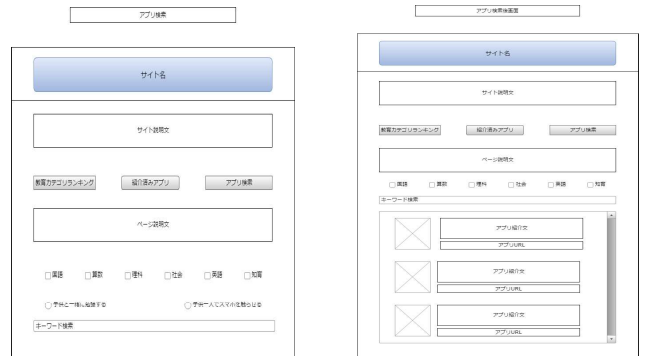 アプリ検索
サイト名
サイト説明文
教育カテゴリランキング
紹介済みアプリ
アプリ検索
ページ説明文
国語
算数
理科
社会
英語
知育
子供と一緒に勉強する
子供一人でスマホを触らせる
キーワード検索
アプリ検索後画面
サイト名
サイト説明文
教育カテゴリランキング
紹介済みアプリ
アプリ検索
ページ説明文
国語
算数
理科
社会
英語
知育
キーワード検索
アプリ紹介文
アプリURL
アプリ紹介文
アプリURL
アプリ紹介文
アプリURL